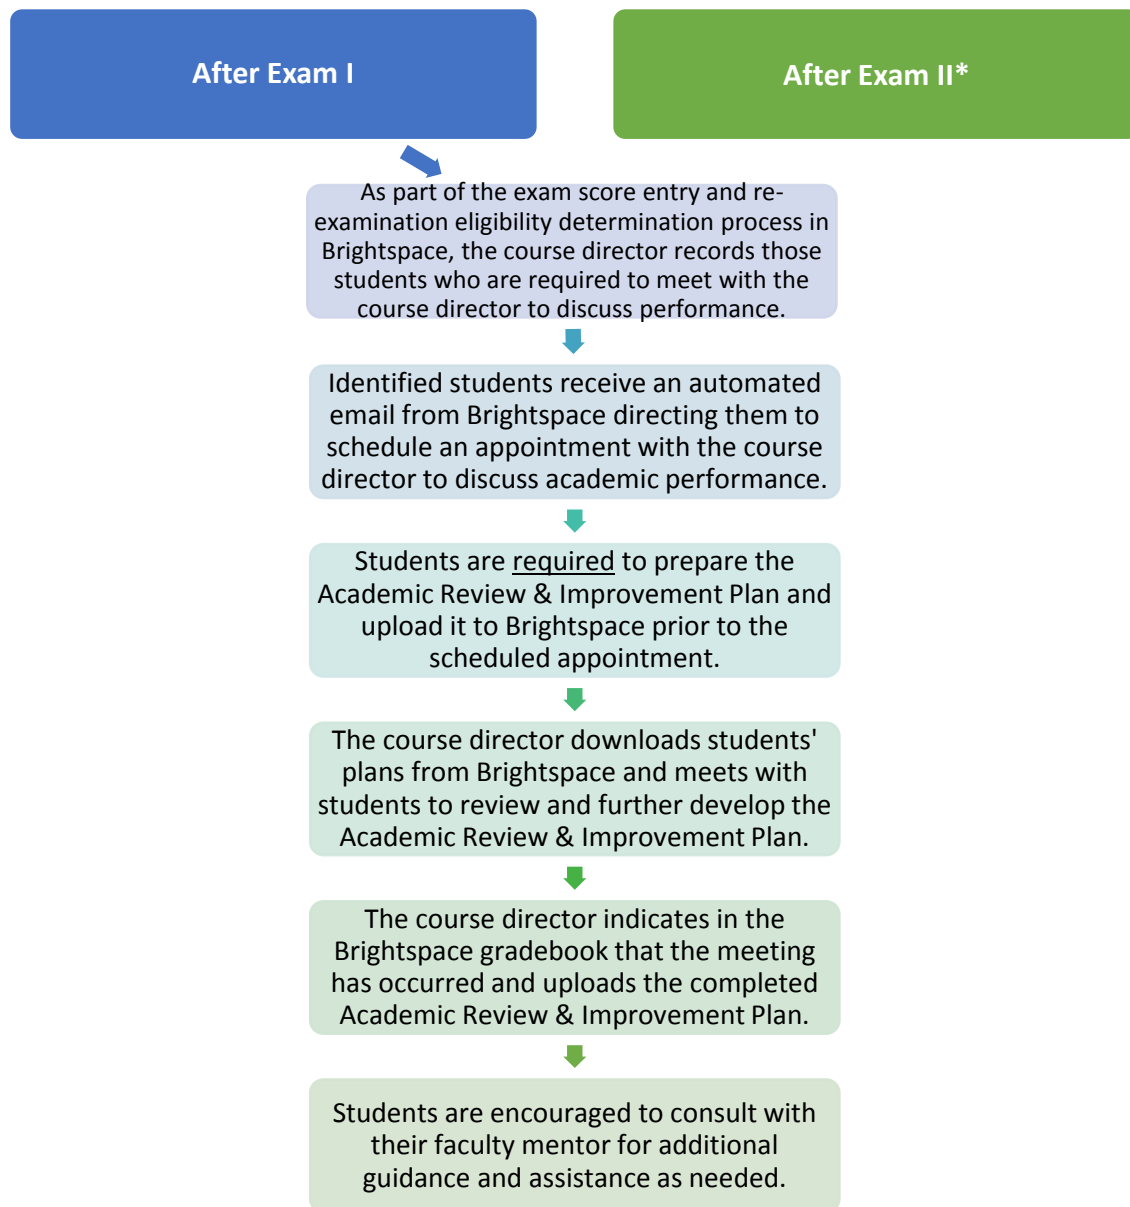 After Exam I
After Exam II*
As part of the exam score entry and re-
examination eligibility determination process in
Brightspace, the course director records those
students who are required to meet with the
course director to discuss performance.
Identified students receive an automated
email from Brightspace directing them to
schedule an appointment with the course
director to discuss academic performance.
Students are required to prepare the
Academic Review & Improvement Plan and
upload it to Brightspace prior to the
scheduled appointment.
The course director downloads students'
plans from Brightspace and meets with
students to review and further develop the
Academic Review & Improvement Plan.
The course director indicates in the
Brightspace gradebook that the meeting
has occurred and uploads the completed
Academic Review & Improvement Plan.
Students are encouraged to consult with
their faculty mentor for additional
guidance and assistance as needed.